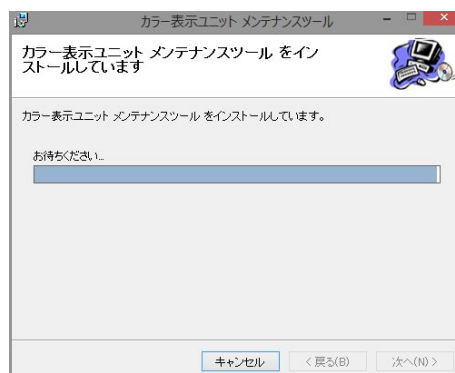 カラー表示ユニット メンテナンスツール
カラー表示ユニット メンテナンスツール をイン
ストールしています
カラー表示ユニット メンテナンスツール をインストールしています。
お待ちください...
キャンセル
< 戻る(B)
次へ(N) >